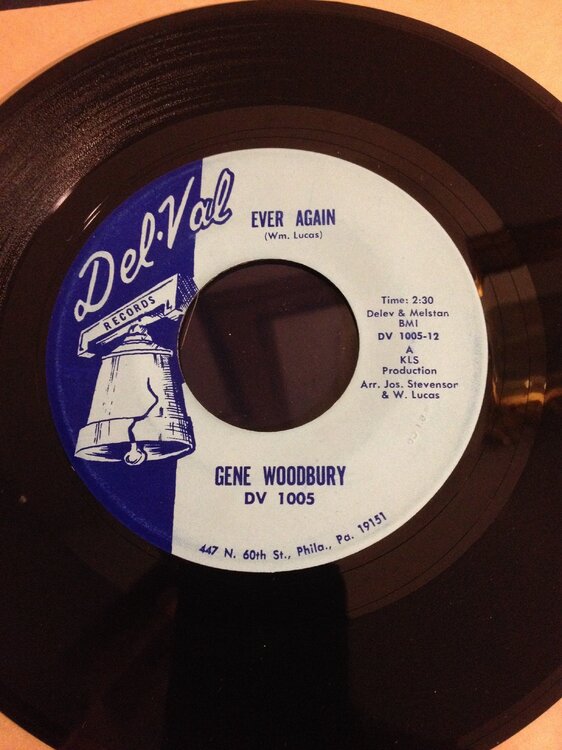 Del-Val
RECORDS
EVER AGAIN
(Wm. Lucas)
Time: 2:30
Delev & Melstan
BMI
DV 1005-12
A
KLS
Production
Arr. Jos. Stevenson
& W. Lucas
GENE WOODBURY
DV 1005
447 N. 60th St., Phila., Pa. 19151